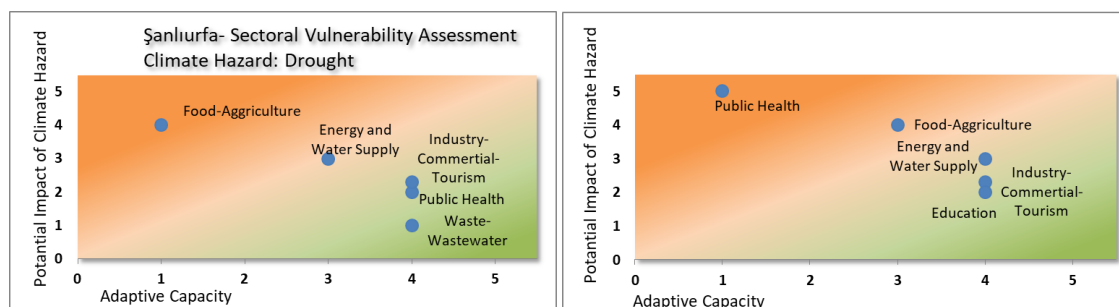 Şanlıurfa- Sectoral Vulnerability Assessment
Climate Hazard: Drought
Potential Impact of Climate Hazard
5
4
3
2
1
0
Food-Aggriculture
Energy and
Water Supply
Industry-
Commertial-
Tourism
Public Health
Waste-
Wastewater
0 1 2 3 4 5
Adaptive Capacity
Potential Impact of Climate Hazard
5
4
3
2
1
0
Public Health
Food-Aggriculture
Energy and
Water Supply
Industry-
Commertial-
Tourism
Education
0 1 2 3 4 5
Adaptive Capacity